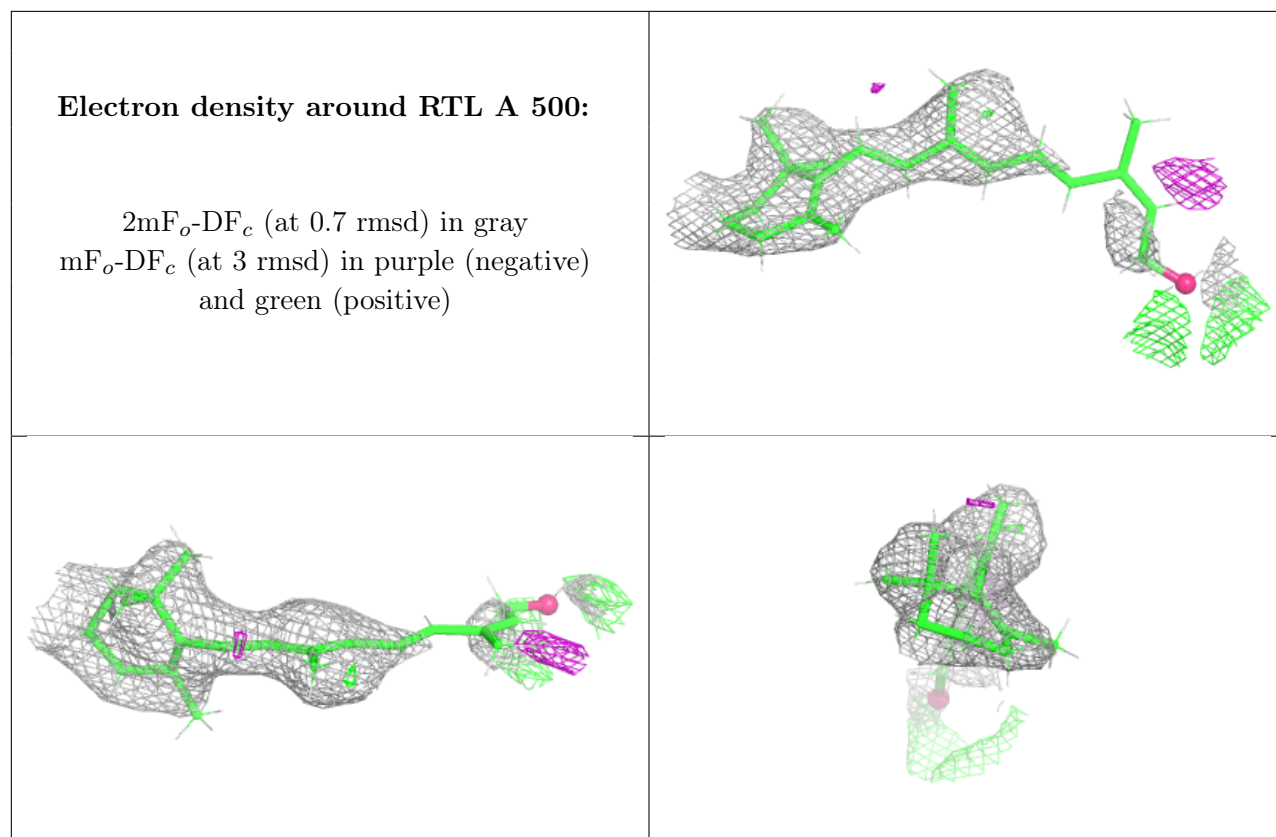 Electron density around RTL A 500:
2mFo-DFc (at 0.7 rmsd) in gray
mFo-DFc (at 3 rmsd) in purple (negative)
and green (positive)